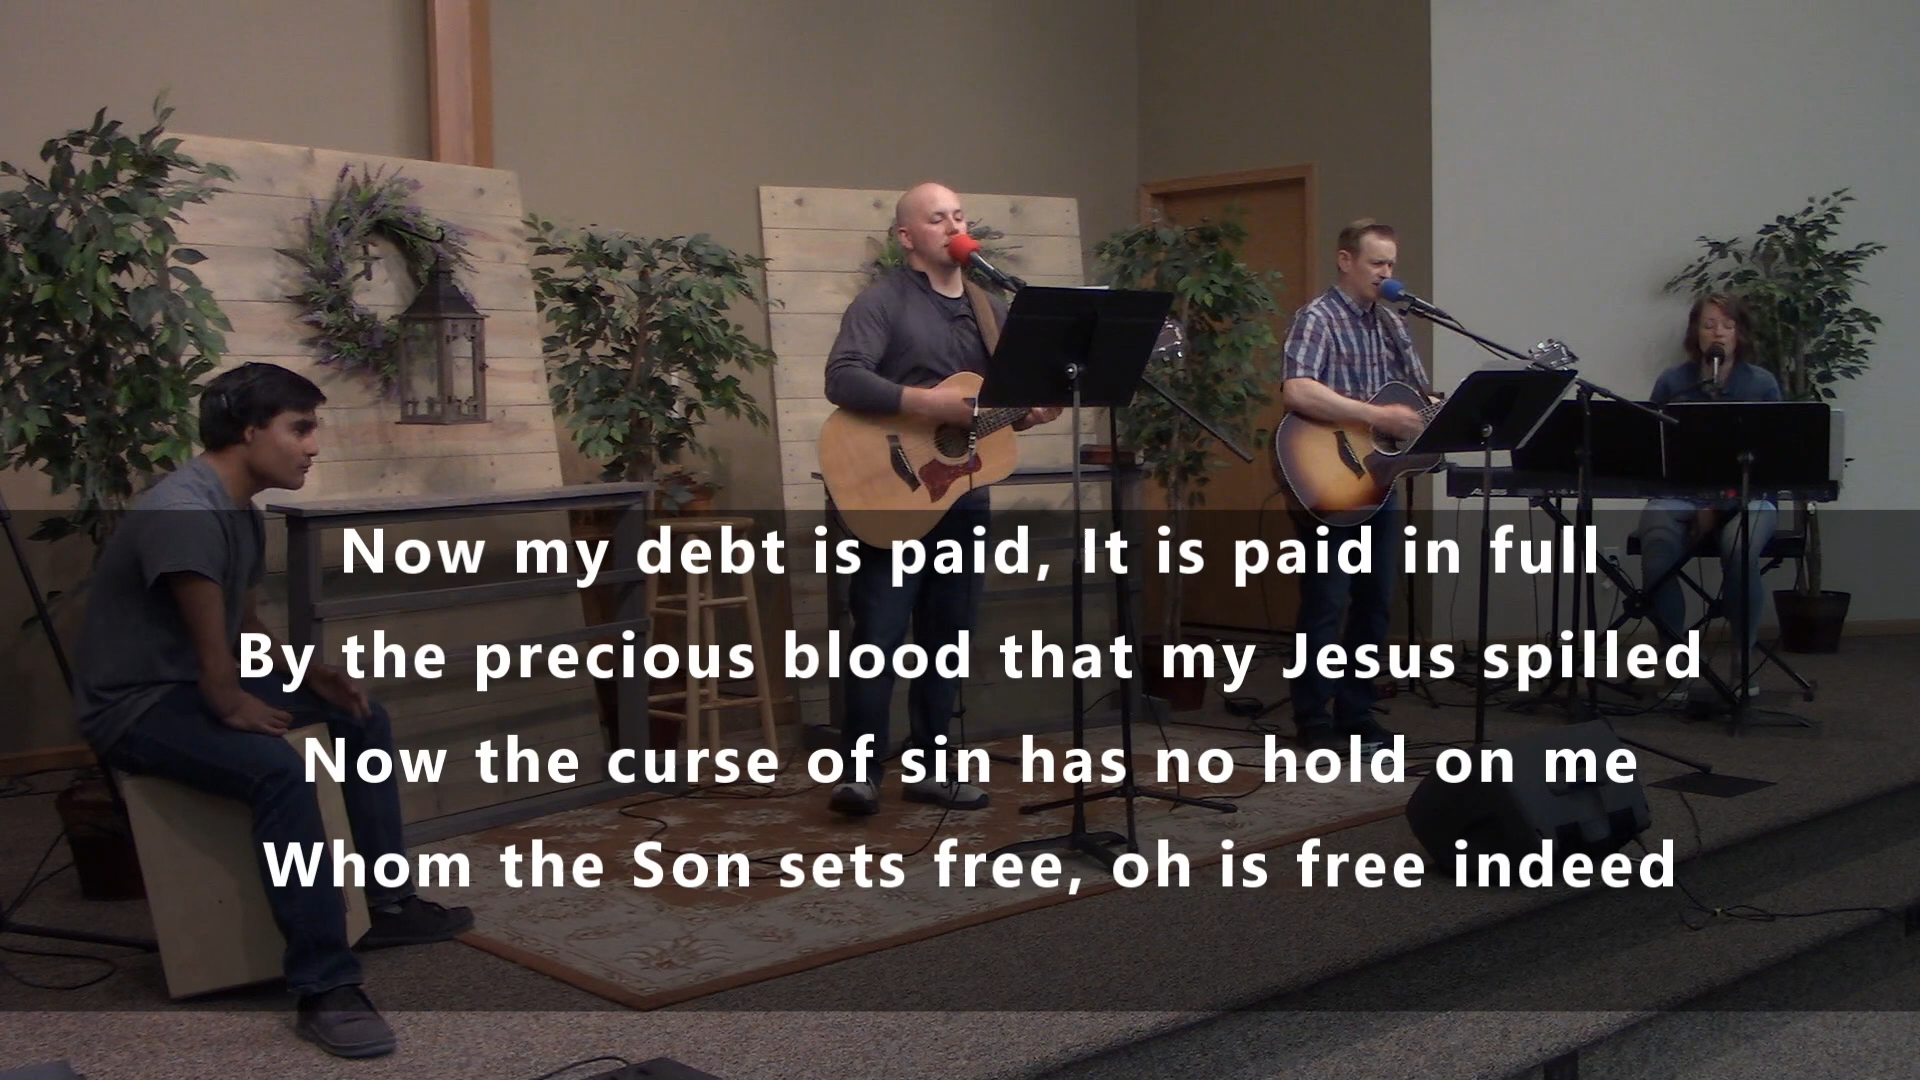 Now my debt is paid, It is paid in full
By the precious blood that my Jesus spilled
Now the curse of sin has no hold on me
Whom the Son sets free, oh is free indeed
ALESIS